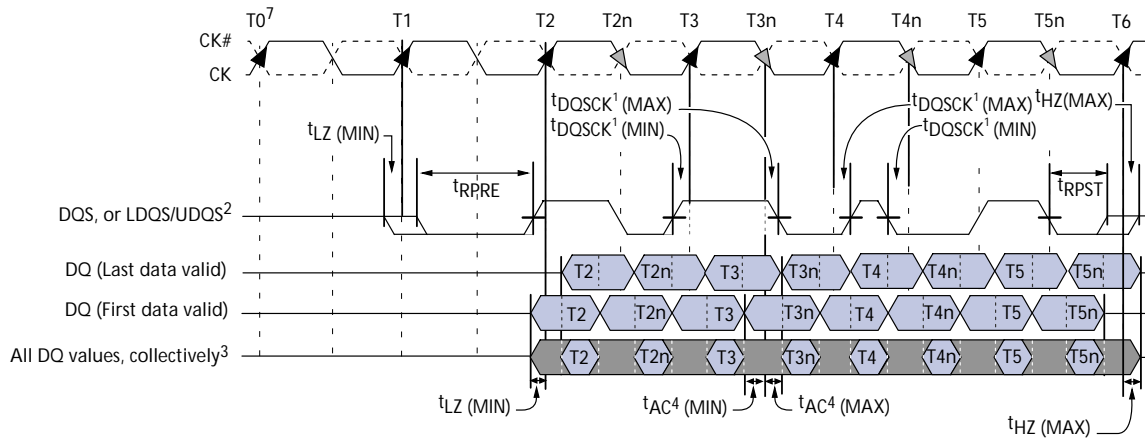 T0⁷ T1 T2 T2n T3 T3n T4 T4n T5 T5n T6
CK#
CK
tDQSCK¹ (MAX) tDQSCK¹ (MAX) tHZ(MAX)
tLZ (MIN) tDQSCK¹ (MIN) tDQSCK¹ (MIN)
tRPRE tRPST
DQS, or LDQS/UDQS²
DQ (Last data valid) T2 T2n T3 T3n T4 T4n T5 T5n
DQ (First data valid) T2 T2n T3 T3n T4 T4n T5 T5n
All DQ values, collectively³ T2 T2n T3 T3n T4 T4n T5 T5n
tLZ (MIN) tAC⁴ (MIN) tAC⁴ (MAX)
tHZ (MAX)